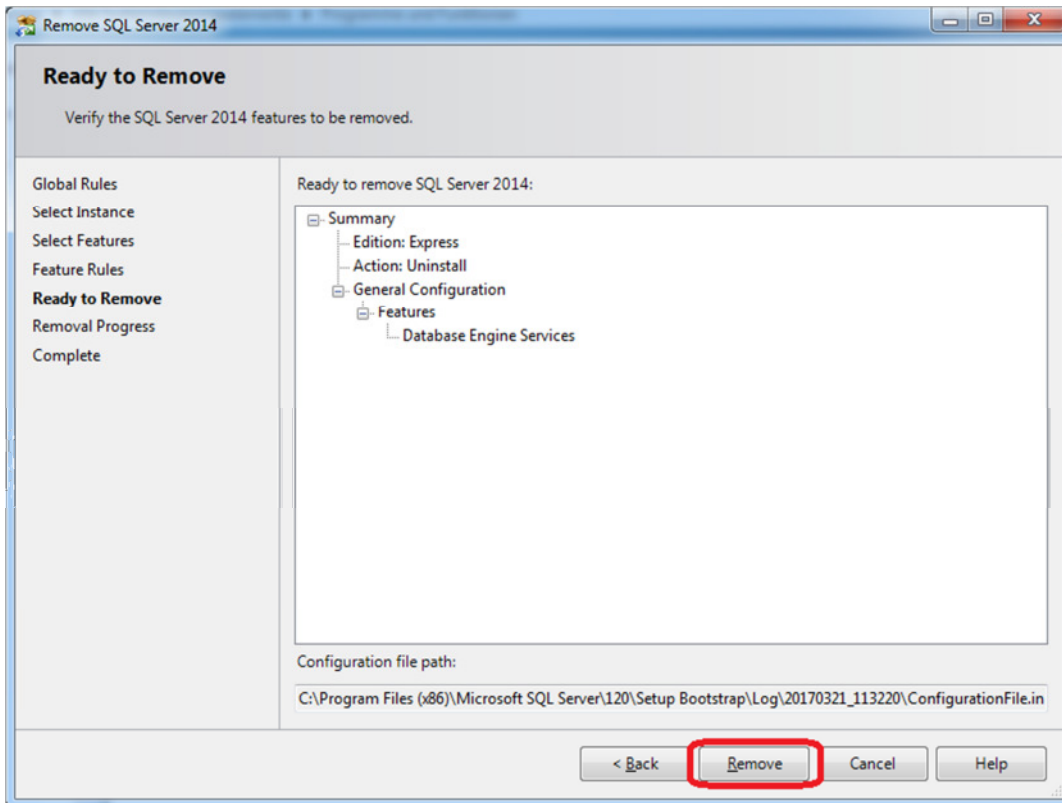 Remove SQL Server 2014
Ready to Remove
Verify the SQL Server 2014 features to be removed.
Global Rules
Select Instance
Select Features
Feature Rules
Ready to Remove
Removal Progress
Complete
Ready to remove SQL Server 2014:
Summary
Edition: Express
Action: Uninstall
General Configuration
Features
Database Engine Services
Configuration file path:
C:\Program Files (x86)\Microsoft SQL Server\120\Setup Bootstrap\Log\20170321_113220\ConfigurationFile.in
< Back
Remove
Cancel
Help